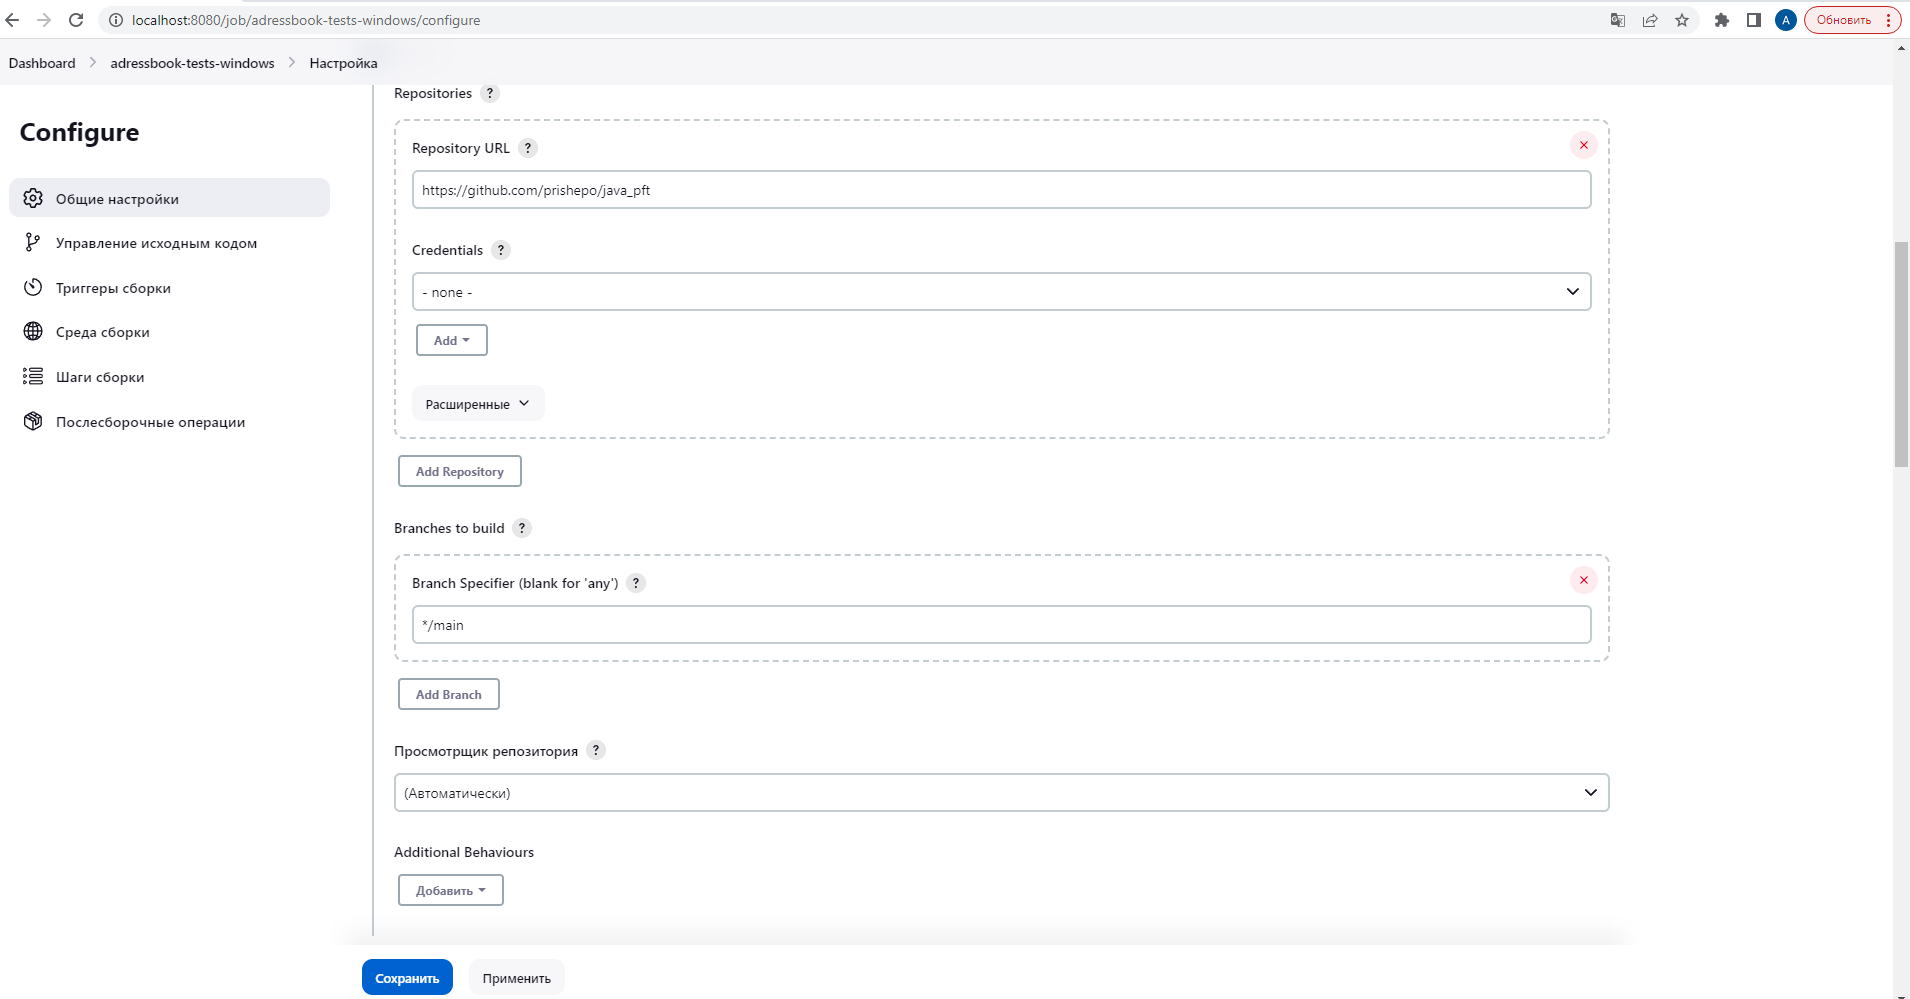 localhost:8080/job/adressbook-tests-windows/configure
A
Обновить
Dashboard
adressbook-tests-windows
Настройка
Configure
Общие настройки
Управление исходным кодом
Триггеры сборки
Среда сборки
Шаги сборки
Послесборочные операции
Repositories ?
Repository URL ?
https://github.com/prishepo/java_pft
Credentials ?
- none -
Add
Расширенные
Add Repository
Branches to build ?
Branch Specifier (blank for 'any') ?
*/main
Add Branch
Просмотрщик репозитория ?
(Автоматически)
Additional Behaviours
Добавить
Сохранить
Применить